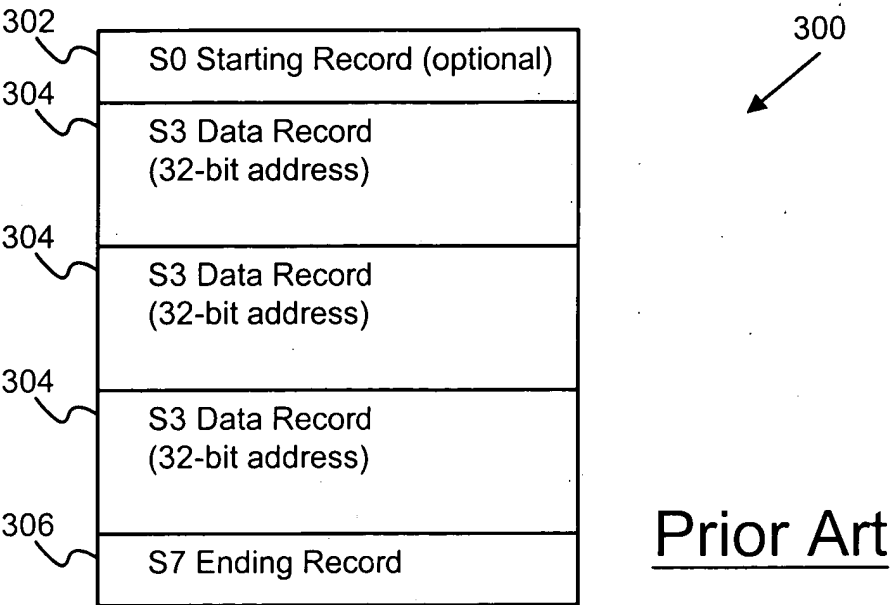 302
S0 Starting Record (optional)
300
304
S3 Data Record
(32-bit address)
304
S3 Data Record
(32-bit address)
304
S3 Data Record
(32-bit address)
306
S7 Ending Record
Prior Art